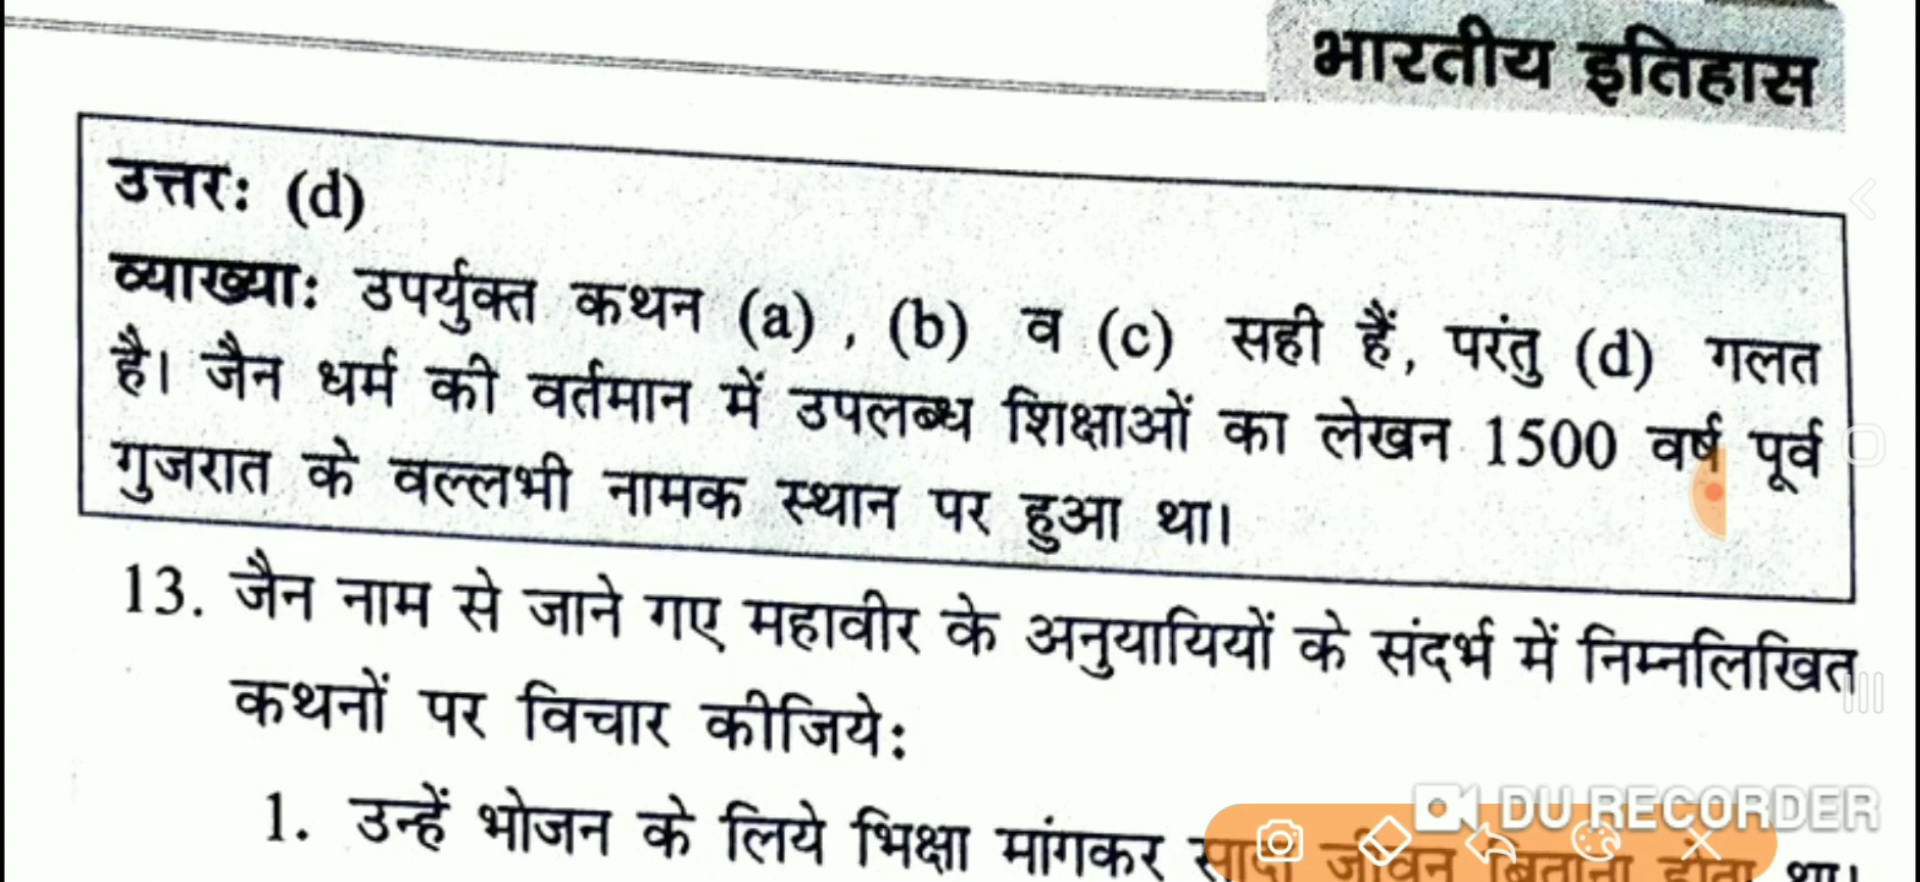 भारतीय इतिहास
उत्तरः (d)
व्याख्याः उपर्युक्त कथन (a) , (b) व (c) सही हैं, परंतु (d) गलत
है। जैन धर्म की वर्तमान में उपलब्ध शिक्षाओं का लेखन 1500 वर्ष पूर्व
गुजरात के वल्लभी नामक स्थान पर हुआ था।
13. जैन नाम से जाने गए महावीर के अनुयायियों के संदर्भ में निम्नलिखित
कथनों पर विचार कीजिये:
1. उन्हें भोजन के लिये भिक्षा मांगकर सादा जीवन बिताना होता था।
DU RECORDER